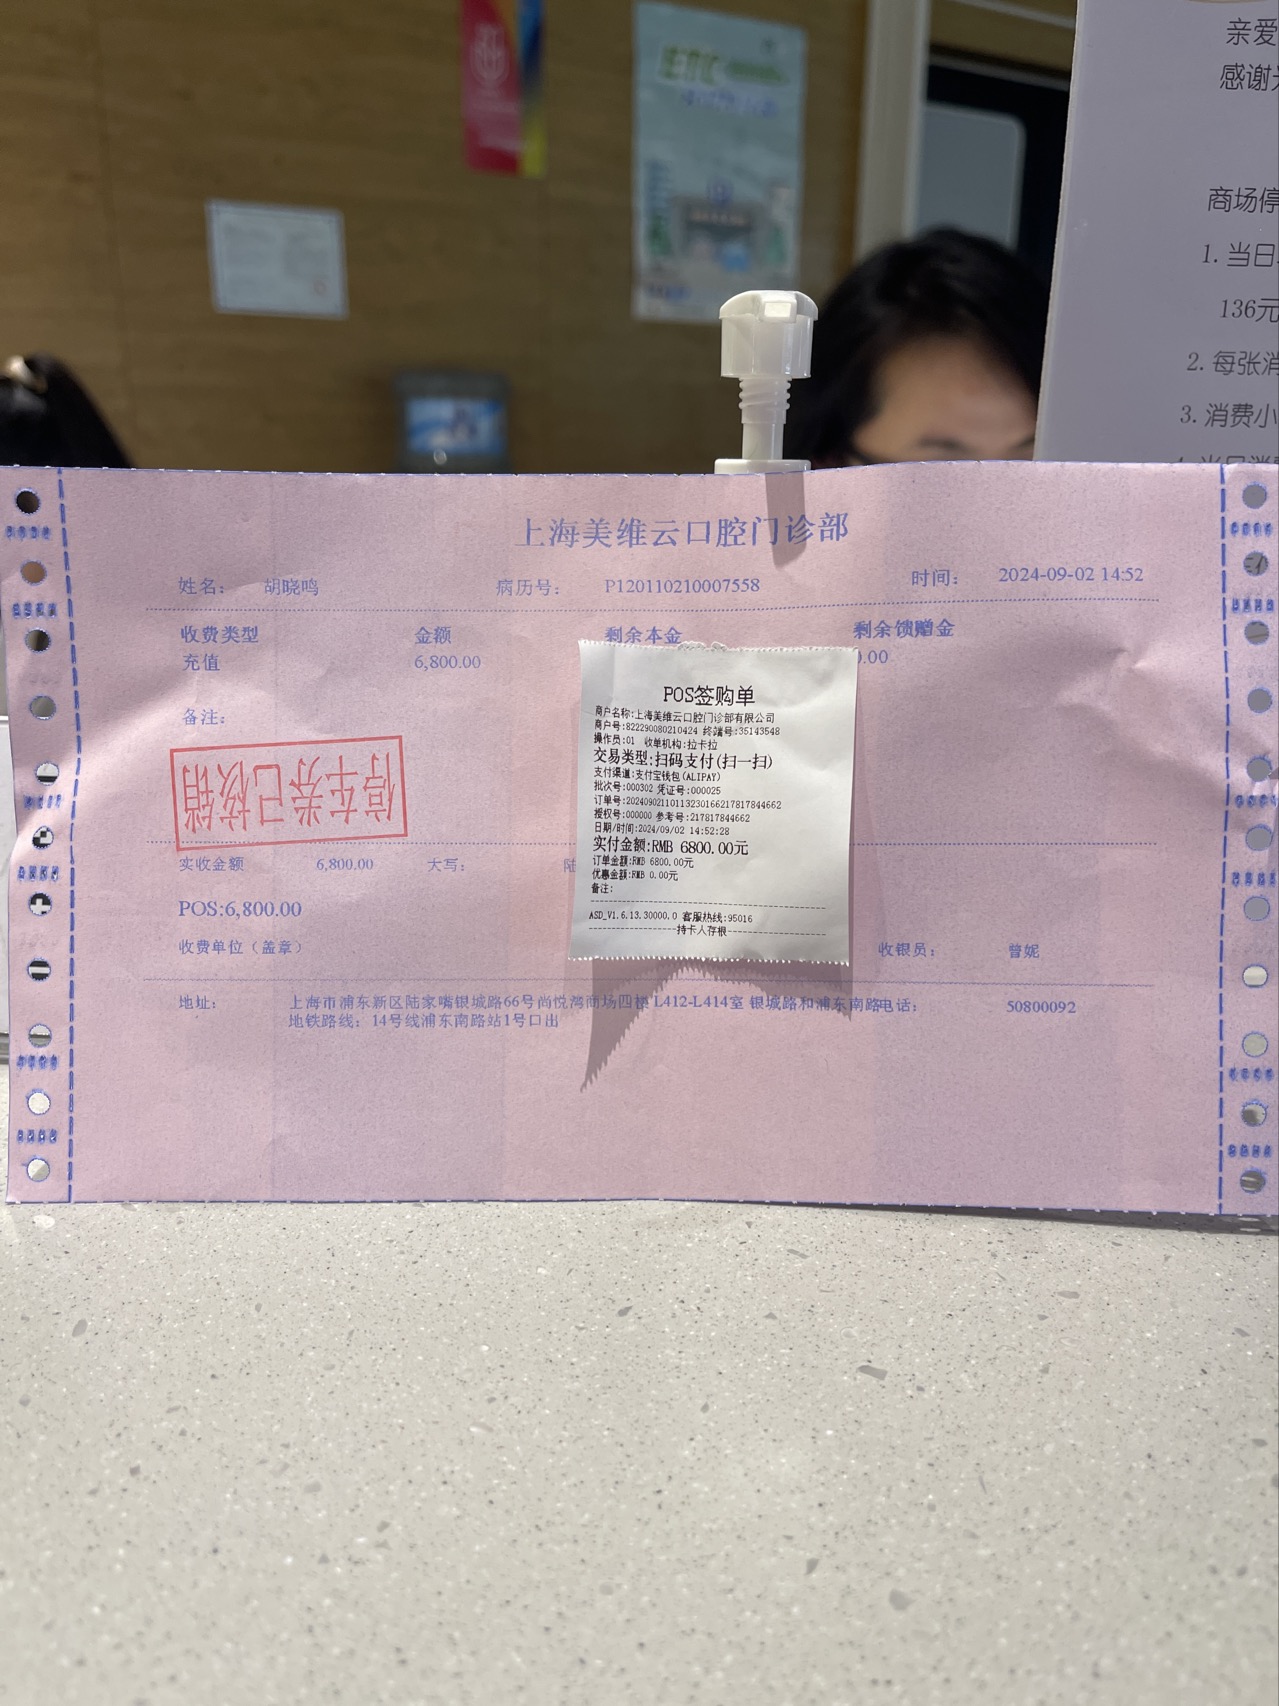 ETC
亲爱
感谢
商场停
1. 当日
136元
2. 每张消
3. 消费小
上海美维云口腔门诊部
姓名： 胡晓鸣 病历号： P120110210007558 时间： 2024-09-02 14:52
收费类型 金额 剩余本金 剩余馈赠金
充值 6,800.00 0.00
备注：
停车券已核销
实收金额 6,800.00 大写： 陆
POS:6,800.00
收费单位（盖章） 收银员： 曾妮
地址： 上海市浦东新区陆家嘴银城路66号尚悦湾商场四楼 L412-L414室 银城路和浦东南路 电话： 50800092
地铁路线：14号线浦东南路站1号口出
POS签购单
商户名称:上海美维云口腔门诊部有限公司
商户号:822290080210424 终端号:35143548
操作员:01 收单机构:拉卡拉
交易类型:扫码支付(扫一扫)
支付渠道:支付宝钱包(ALIPAY)
批次号:000302 凭证号:000025
订单号:20240902110113230166217817844662
授权号:000000 参考号:217817844662
日期/时间:2024/09/02 14:52:28
实付金额:RMB 6800.00元
订单金额:RMB 6800.00元
优惠金额:RMB 0.00元
备注:
ASD_V1.6.13.30000.0 客服热线:95016
持卡人存根